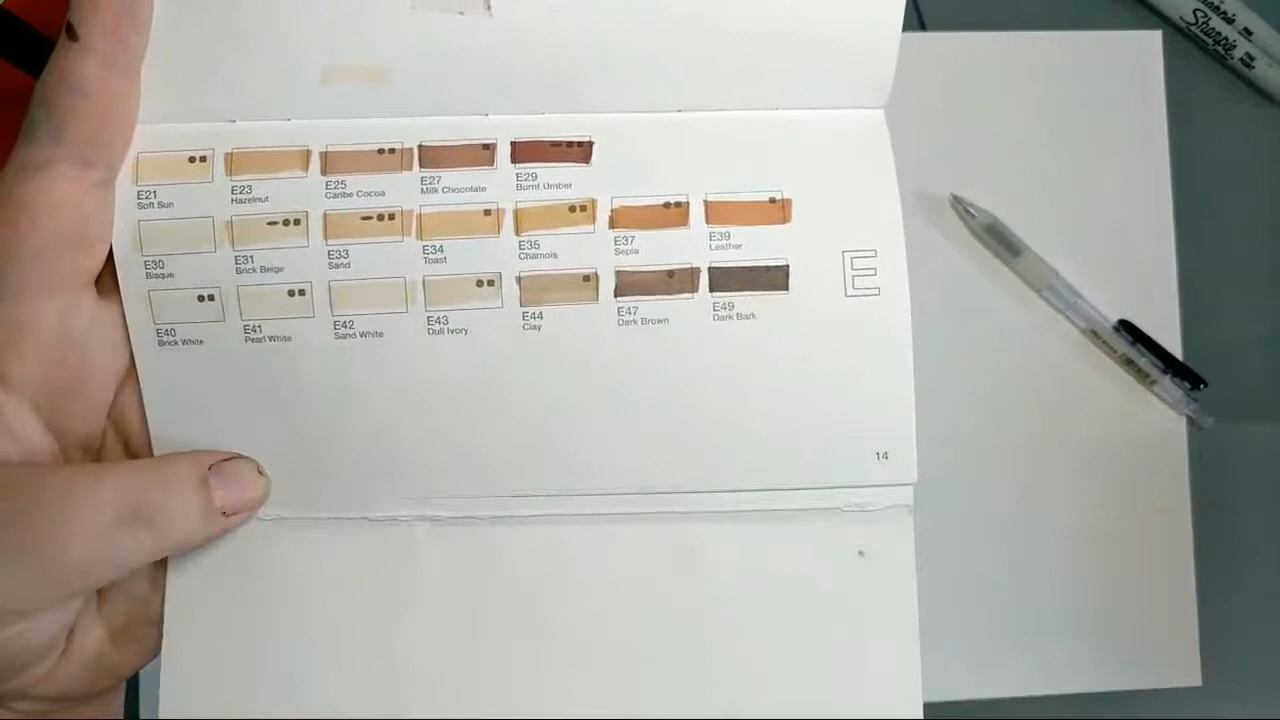 E21 E23 E25 E27 E29
Soft Sun Hazelnut Caribe Cocoa Milk Chocolate Burnt Umber
E30 E31 E33 E34 E35 E37 E39
Bisque Brick Beige Sand Toast Chamois Sepia Leather
E
E40 E41 E42 E43 E44 E47 E49
Brick White Pearl White Sand White Dull Ivory Clay Dark Brown Dark Bark
14
Sharpie